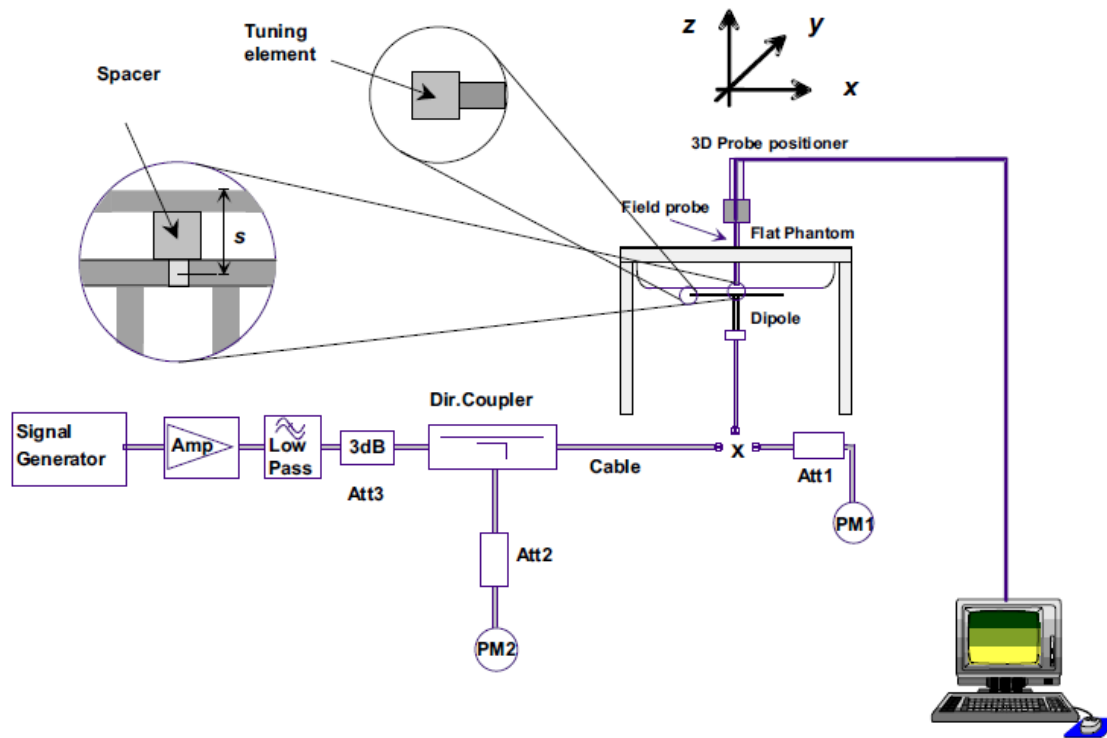 Tuning
element
Spacer
z
y
x
3D Probe positioner
Field probe
Flat Phantom
s
Dipole
Dir.Coupler
Signal
Generator
Amp
Low
Pass
3dB
Att3
Cable
x
Att1
PM1
Att2
PM2